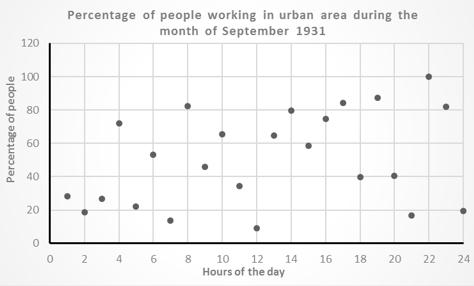 Percentage of people working in urban area during the
month of September 1931
120
100
80
60
40
20
0
Percentage of people
0 2 4 6 8 10 12 14 16 18 20 22 24
Hours of the day